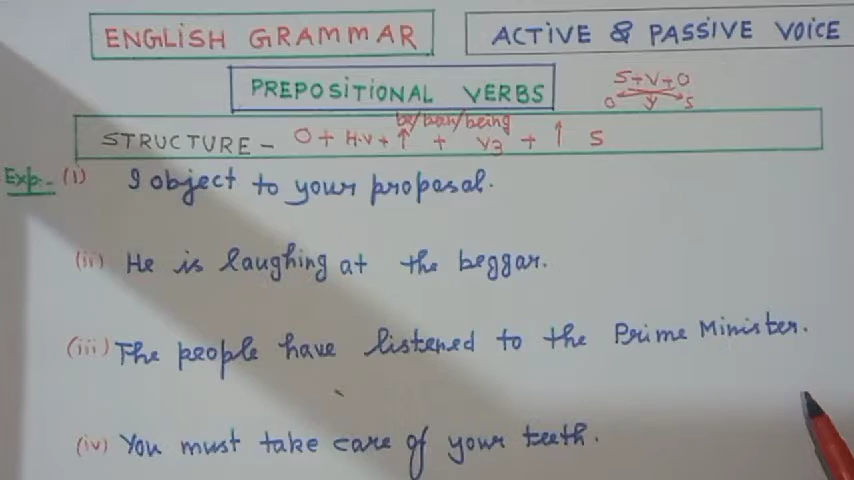 ENGLISH GRAMMAR
ACTIVE & PASSIVE VOICE
PREPOSITIONAL VERBS
S+V+O
O V S
be/been/being
STRUCTURE - O + H.V + ↑ + V3 + ↑ S
Exp:- (i) I object to your proposal.
(ii) He is laughing at the beggar.
(iii) The people have listened to the Prime Minister.
(iv) You must take care of your teeth.